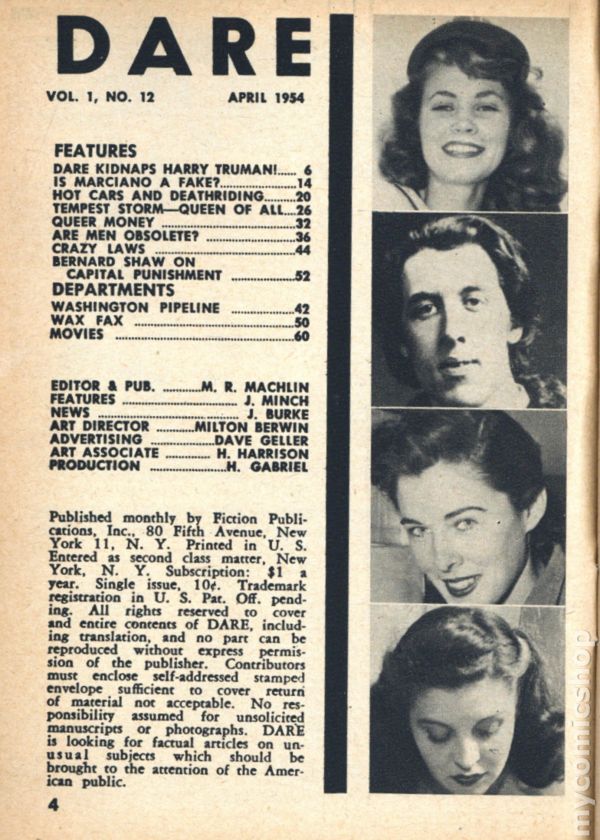 DARE
VOL. 1, NO. 12 APRIL 1954
FEATURES
DARE KIDNAPS HARRY TRUMAN!...... 6
IS MARCIANO A FAKE?..................14
HOT CARS AND DEATHRIDING........20
TEMPEST STORM—QUEEN OF ALL...26
QUEER MONEY ............................32
ARE MEN OBSOLETE? ....................36
CRAZY LAWS ..............................44
BERNARD SHAW ON
CAPITAL PUNISHMENT ................52
DEPARTMENTS
WASHINGTON PIPELINE ................42
WAX FAX ....................................50
MOVIES ......................................60
EDITOR & PUB. ..........M. R. MACHLIN
FEATURES ........................ J. MINCH
NEWS ............................. J. BURKE
ART DIRECTOR ........MILTON BERWIN
ADVERTISING ..............DAVE GELLER
ART ASSOCIATE ........... H. HARRISON
PRODUCTION .................H. GABRIEL
Published monthly by Fiction Publi-
cations, Inc., 80 Fifth Avenue, New
York 11, N. Y. Printed in U. S.
Entered as second class matter, New
York, N. Y. Subscription: $1 a
year. Single issue, 10¢. Trademark
registration in U. S. Pat. Off. pend-
ing. All rights reserved to cover
and entire contents of DARE, includ-
ing translation, and no part can be
reproduced without express permis-
sion of the publisher. Contributors
must enclose self-addressed stamped
envelope sufficient to cover return
of material not acceptable. No res-
ponsibility assumed for unsolicited
manuscripts or photographs. DARE
is looking for factual articles on un-
usual subjects which should be
brought to the attention of the Amer-
ican public.
4
mycomicshop